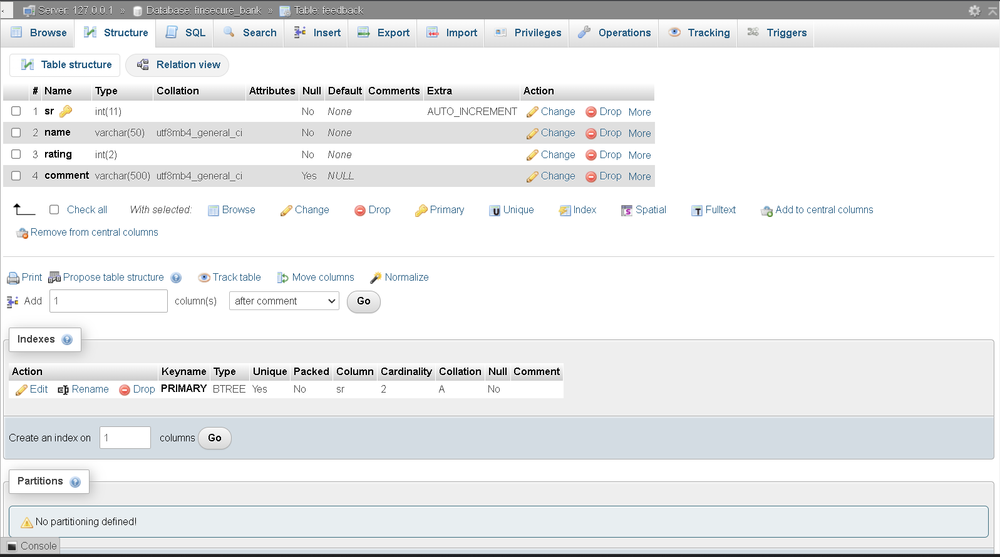 Server: 127.0.0.1 » Database: finsecure_bank » Table: feedback
Browse Structure SQL Search Insert Export Import Privileges Operations Tracking Triggers
Table structure Relation view
# Name Type Collation Attributes Null Default Comments Extra Action
1 sr int(11) No None AUTO_INCREMENT Change Drop More
2 name varchar(50) utf8mb4_general_ci No None Change Drop More
3 rating int(2) No None Change Drop More
4 comment varchar(500) utf8mb4_general_ci Yes NULL Change Drop More
Check all With selected: Browse Change Drop Primary Unique Index Spatial Fulltext Add to central columns
Remove from central columns
Print Propose table structure Track table Move columns Normalize
Add 1 column(s) after comment Go
Indexes
Action Keyname Type Unique Packed Column Cardinality Collation Null Comment
Edit Rename Drop PRIMARY BTREE Yes No sr 2 A No
Create an index on 1 columns Go
Partitions
No partitioning defined!
Console